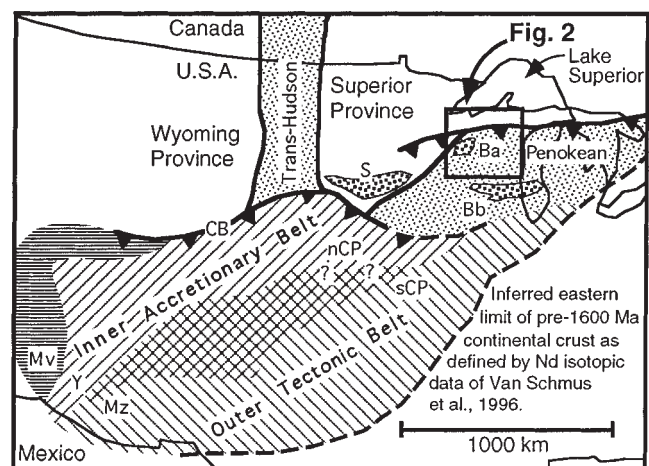 Canada
U.S.A.
Fig. 2
Lake
Superior
Trans-Hudson
Superior
Province
Wyoming
Province
S
Ba
Penokean
Bb
CB
nCP
Inner Accretionary Belt
? ?
sCP
Outer Tectonic Belt
Mv
Y
Mz
Mexico
Inferred eastern
limit of pre-1600 Ma
continental crust as
defined by Nd isotopic
data of Van Schmus
et al., 1996.
1000 km